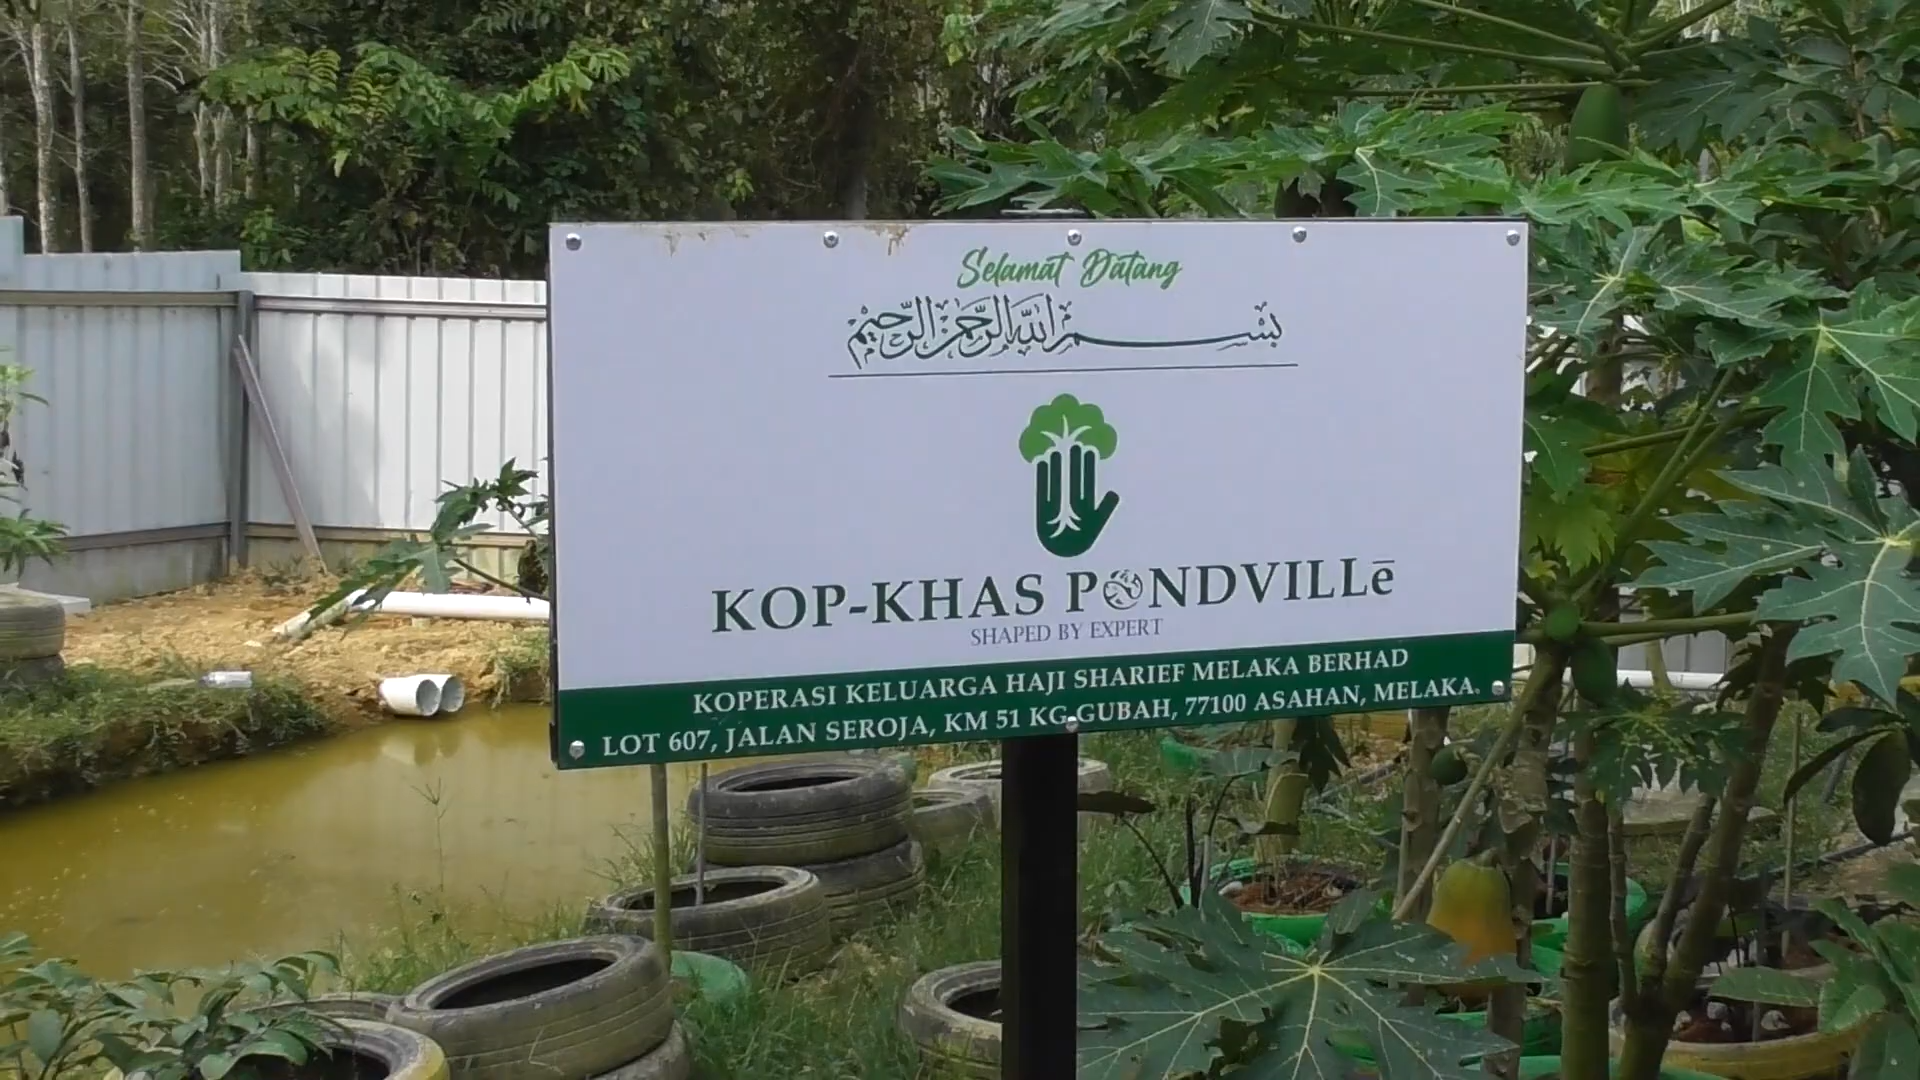 Selamat Datang
بسم الله الرحمن الرحيم
KOP-KHAS PONDVILLē
SHAPED BY EXPERT
KOPERASI KELUARGA HAJI SHARIEF MELAKA BERHAD
LOT 607, JALAN SEROJA, KM 51 KG GUBAH, 77100 ASAHAN, MELAKA.